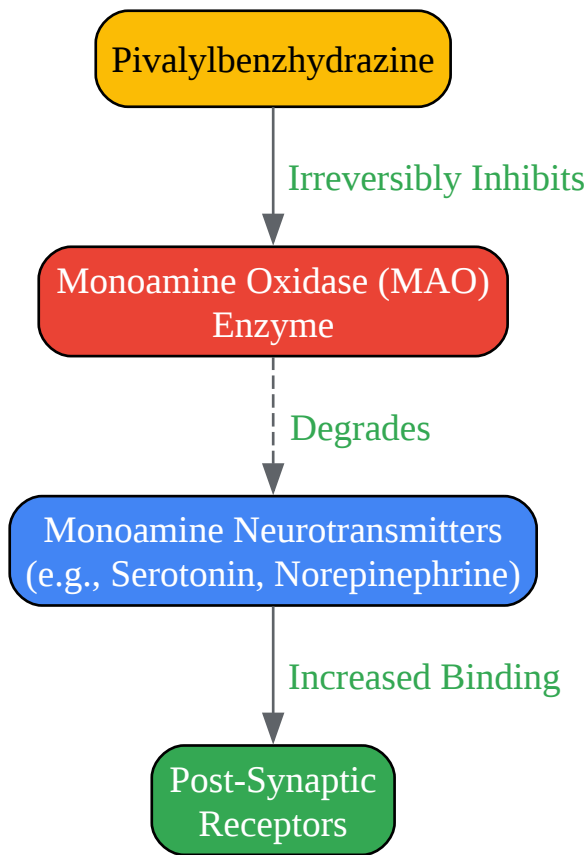 Pivalylbenzhydrazine
Irreversibly Inhibits
Monoamine Oxidase (MAO)
Enzyme
Degrades
Monoamine Neurotransmitters
(e.g., Serotonin, Norepinephrine)
Increased Binding
Post-Synaptic
Receptors